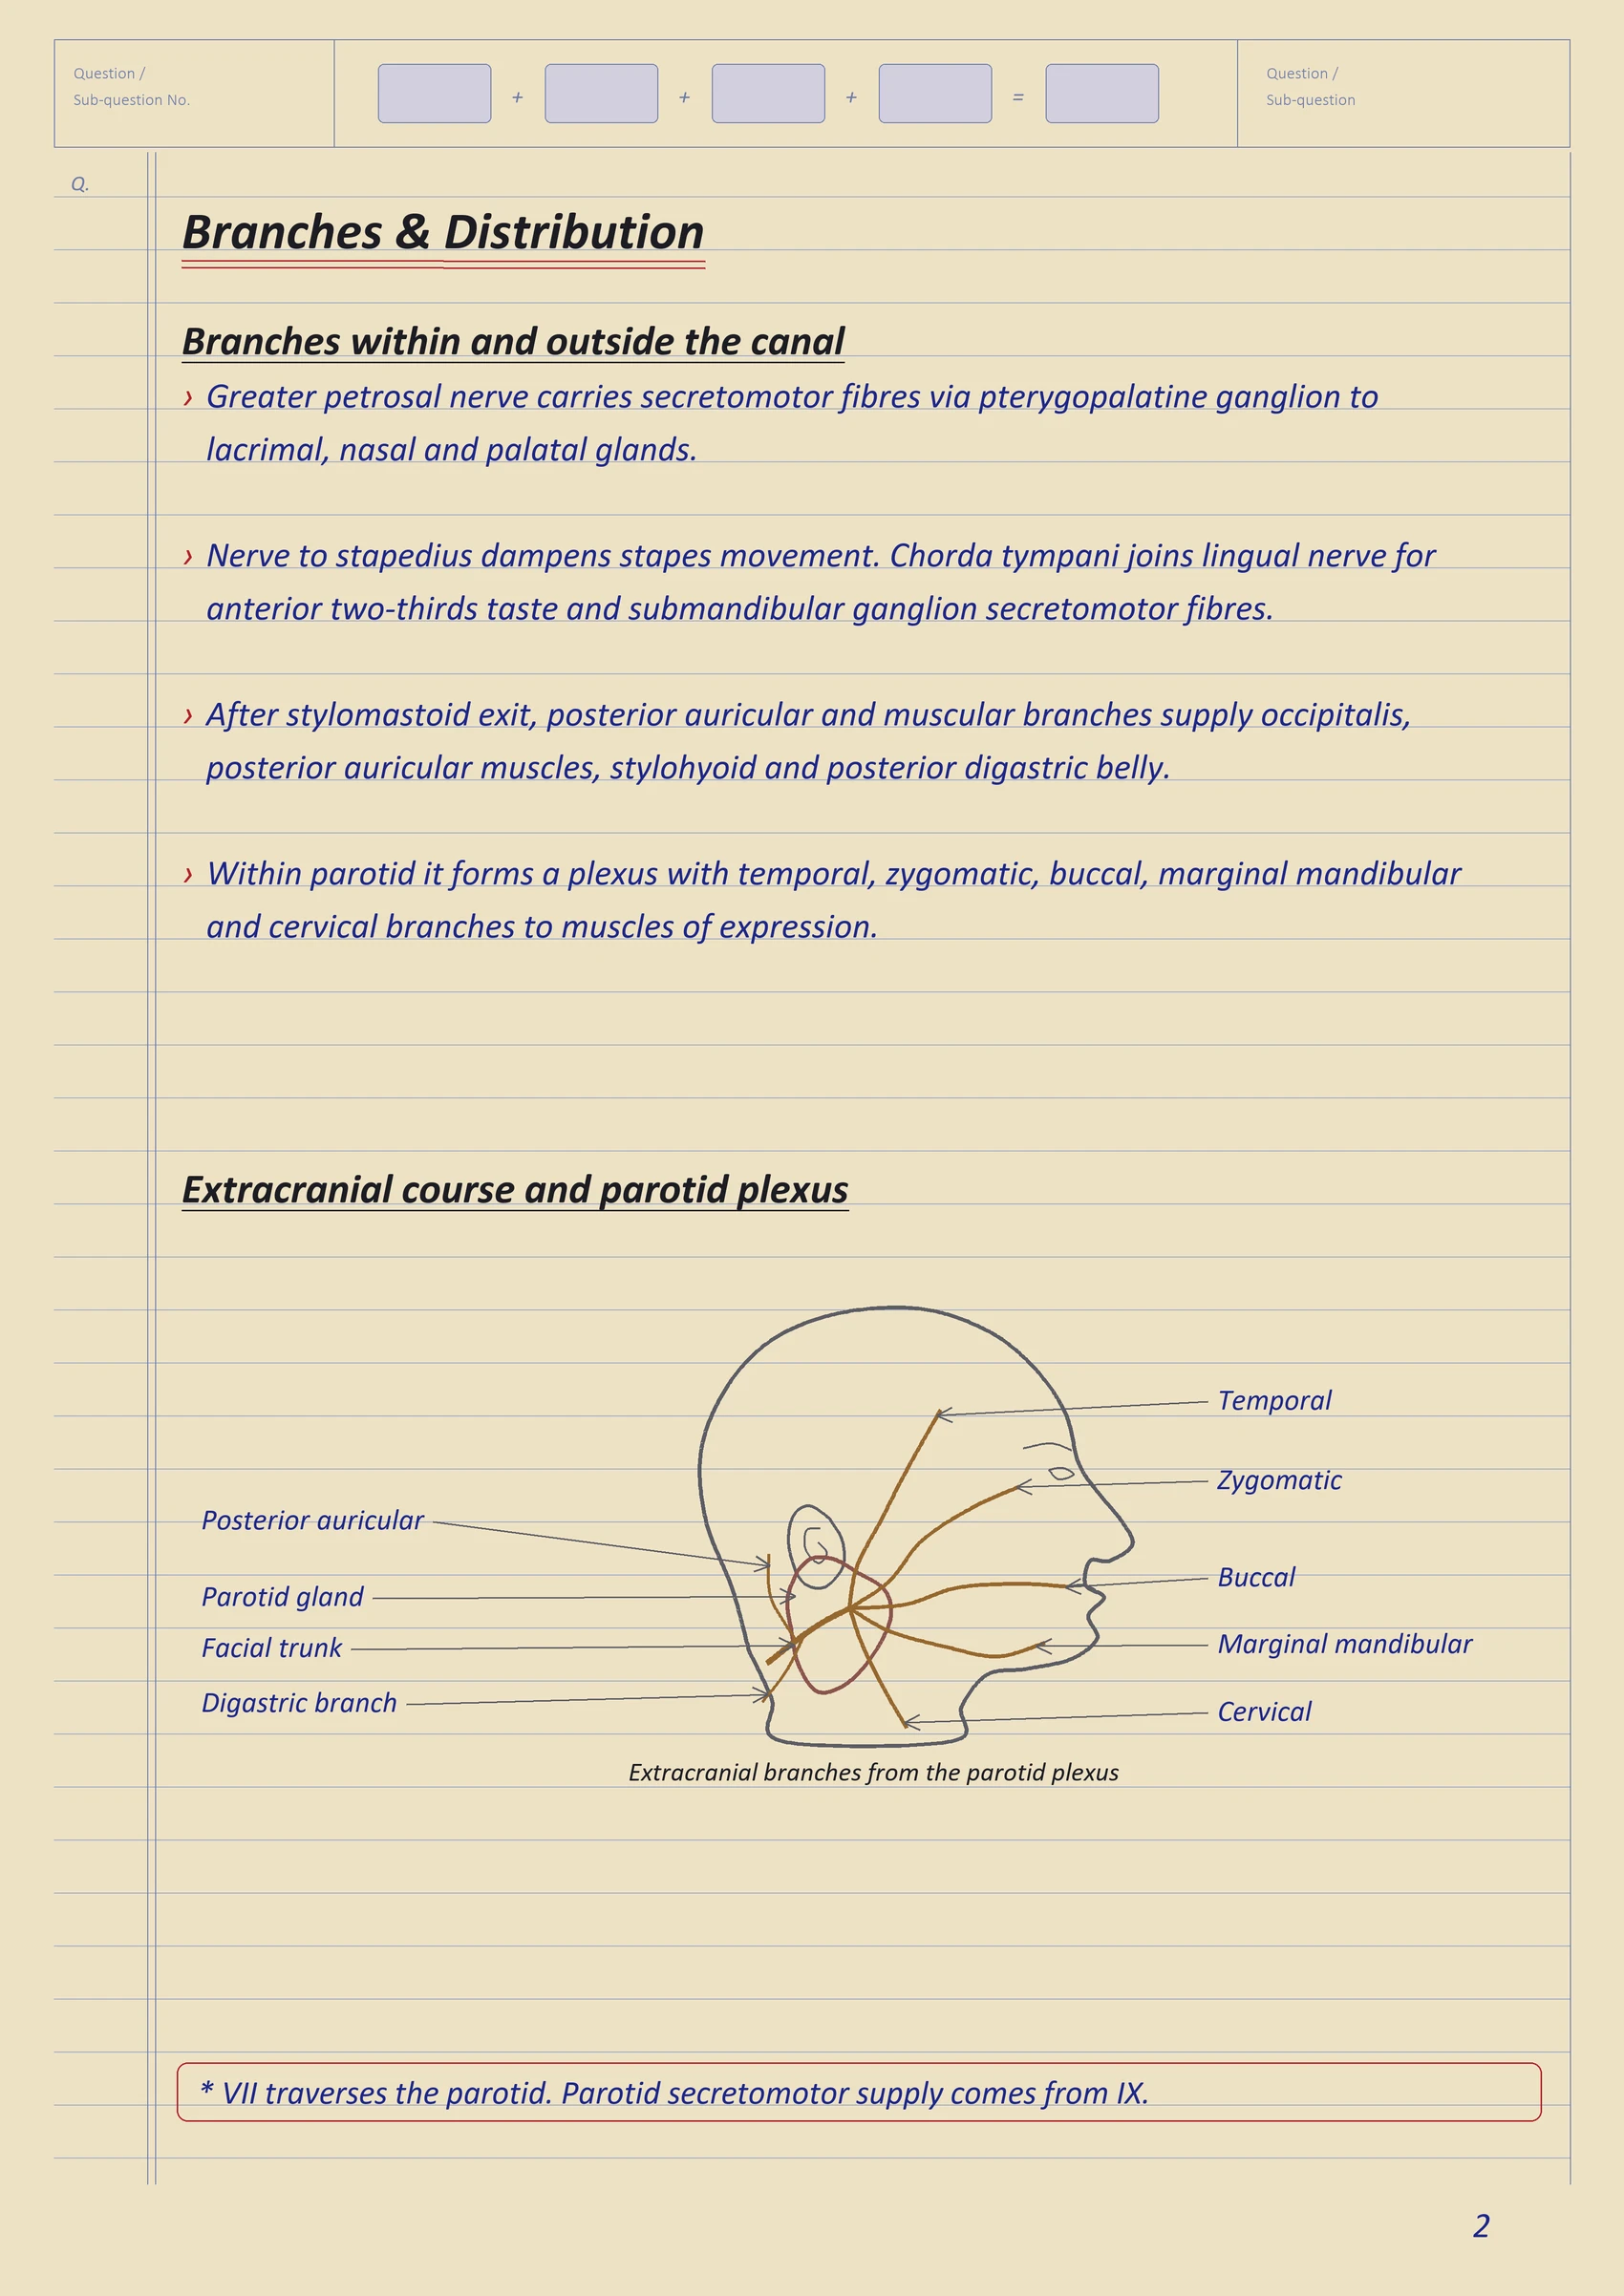 Question /
Sub-question No.
+ + + =
Question /
Sub-question
Q.
Branches & Distribution
Branches within and outside the canal
› Greater petrosal nerve carries secretomotor fibres via pterygopalatine ganglion to
lacrimal, nasal and palatal glands.
› Nerve to stapedius dampens stapes movement. Chorda tympani joins lingual nerve for
anterior two-thirds taste and submandibular ganglion secretomotor fibres.
› After stylomastoid exit, posterior auricular and muscular branches supply occipitalis,
posterior auricular muscles, stylohyoid and posterior digastric belly.
› Within parotid it forms a plexus with temporal, zygomatic, buccal, marginal mandibular
and cervical branches to muscles of expression.
Extracranial course and parotid plexus
Posterior auricular
Parotid gland
Facial trunk
Digastric branch
Temporal
Zygomatic
Buccal
Marginal mandibular
Cervical
Extracranial branches from the parotid plexus
* VII traverses the parotid. Parotid secretomotor supply comes from IX.
2